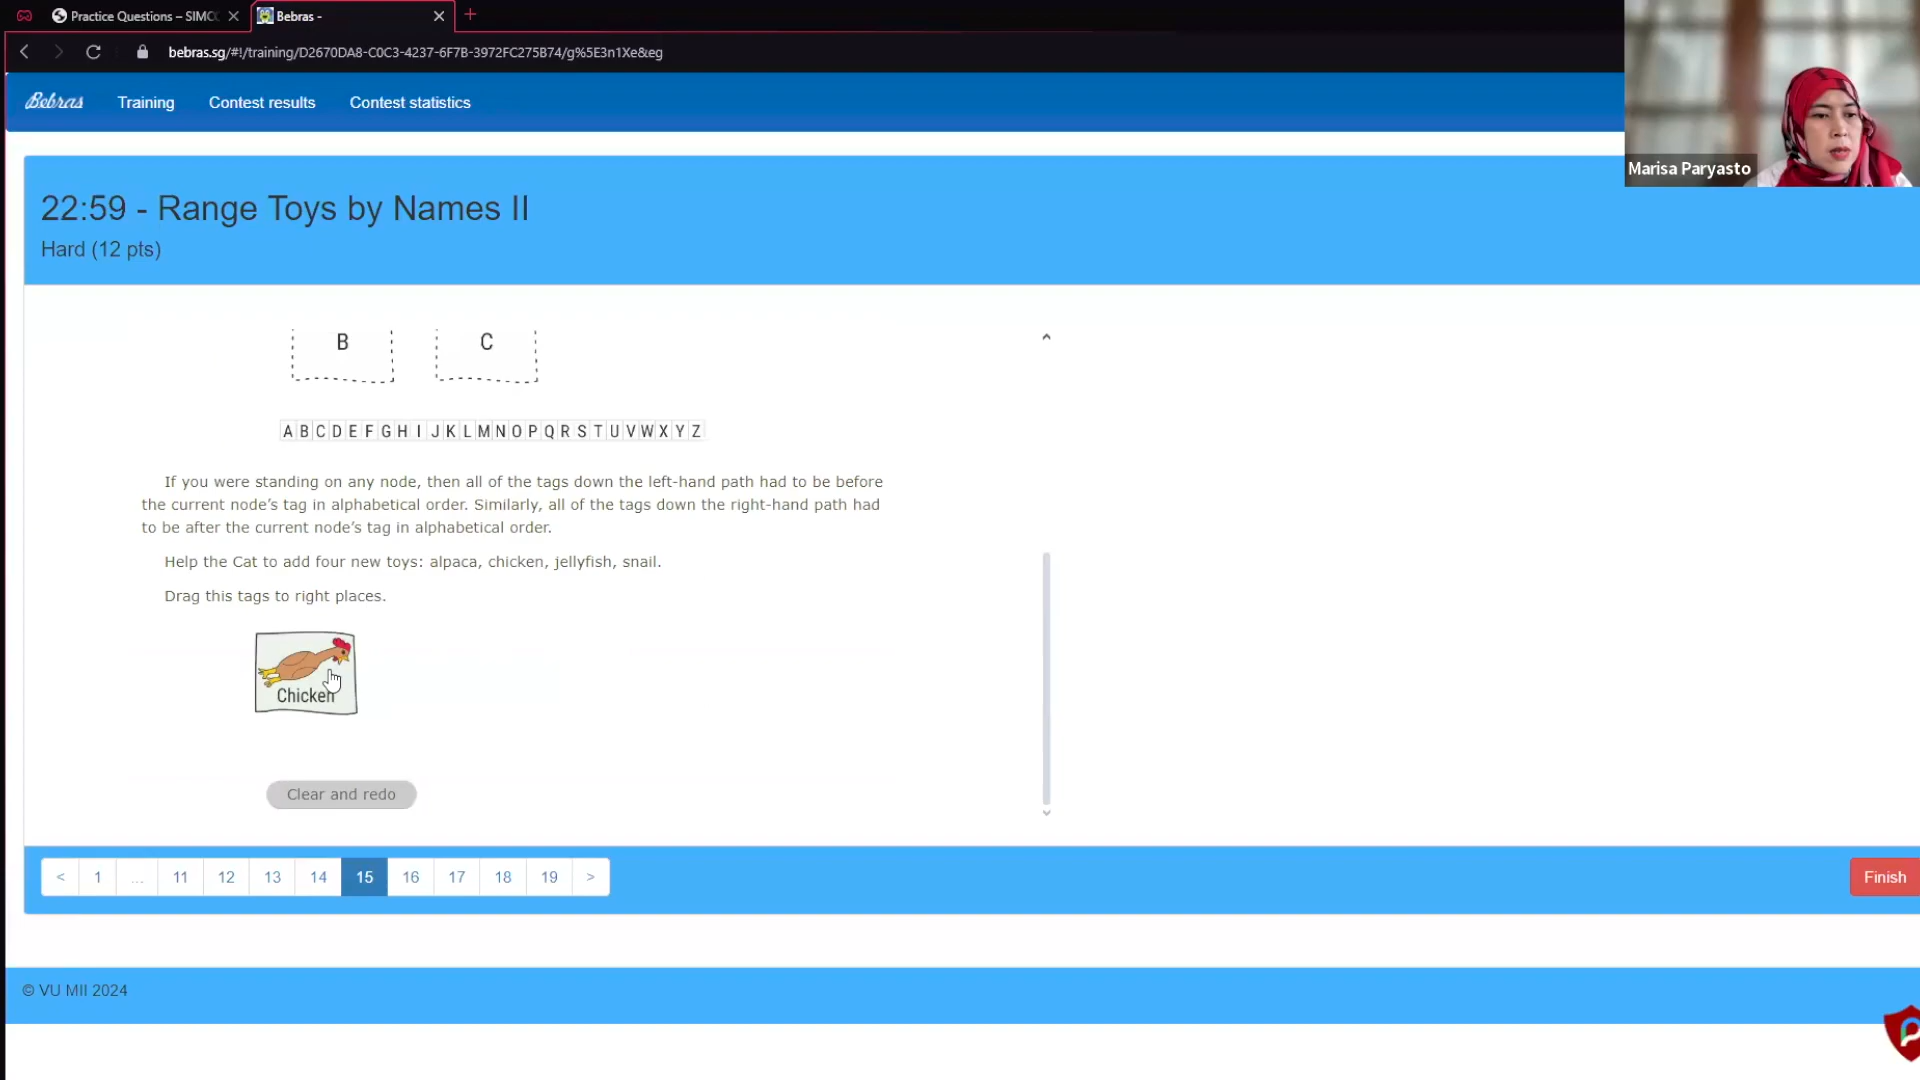 Practice Questions – SIMCC
Bebras -
bebras.sg/#!/training/D2670DA8-C0C3-4237-6F7B-3972FC275B74/g%5E3n1Xe&eg
Bebras
Training
Contest results
Contest statistics
Marisa Paryasto
22:59 - Range Toys by Names II
Hard (12 pts)
B
C
A B C D E F G H I J K L M N O P Q R S T U V W X Y Z
If you were standing on any node, then all of the tags down the left-hand path had to be before
the current node's tag in alphabetical order. Similarly, all of the tags down the right-hand path had
to be after the current node's tag in alphabetical order.
Help the Cat to add four new toys: alpaca, chicken, jellyfish, snail.
Drag this tags to right places.
Chicken
Clear and redo
< 1 ... 11 12 13 14 15 16 17 18 19 >
Finish
© VU MII 2024